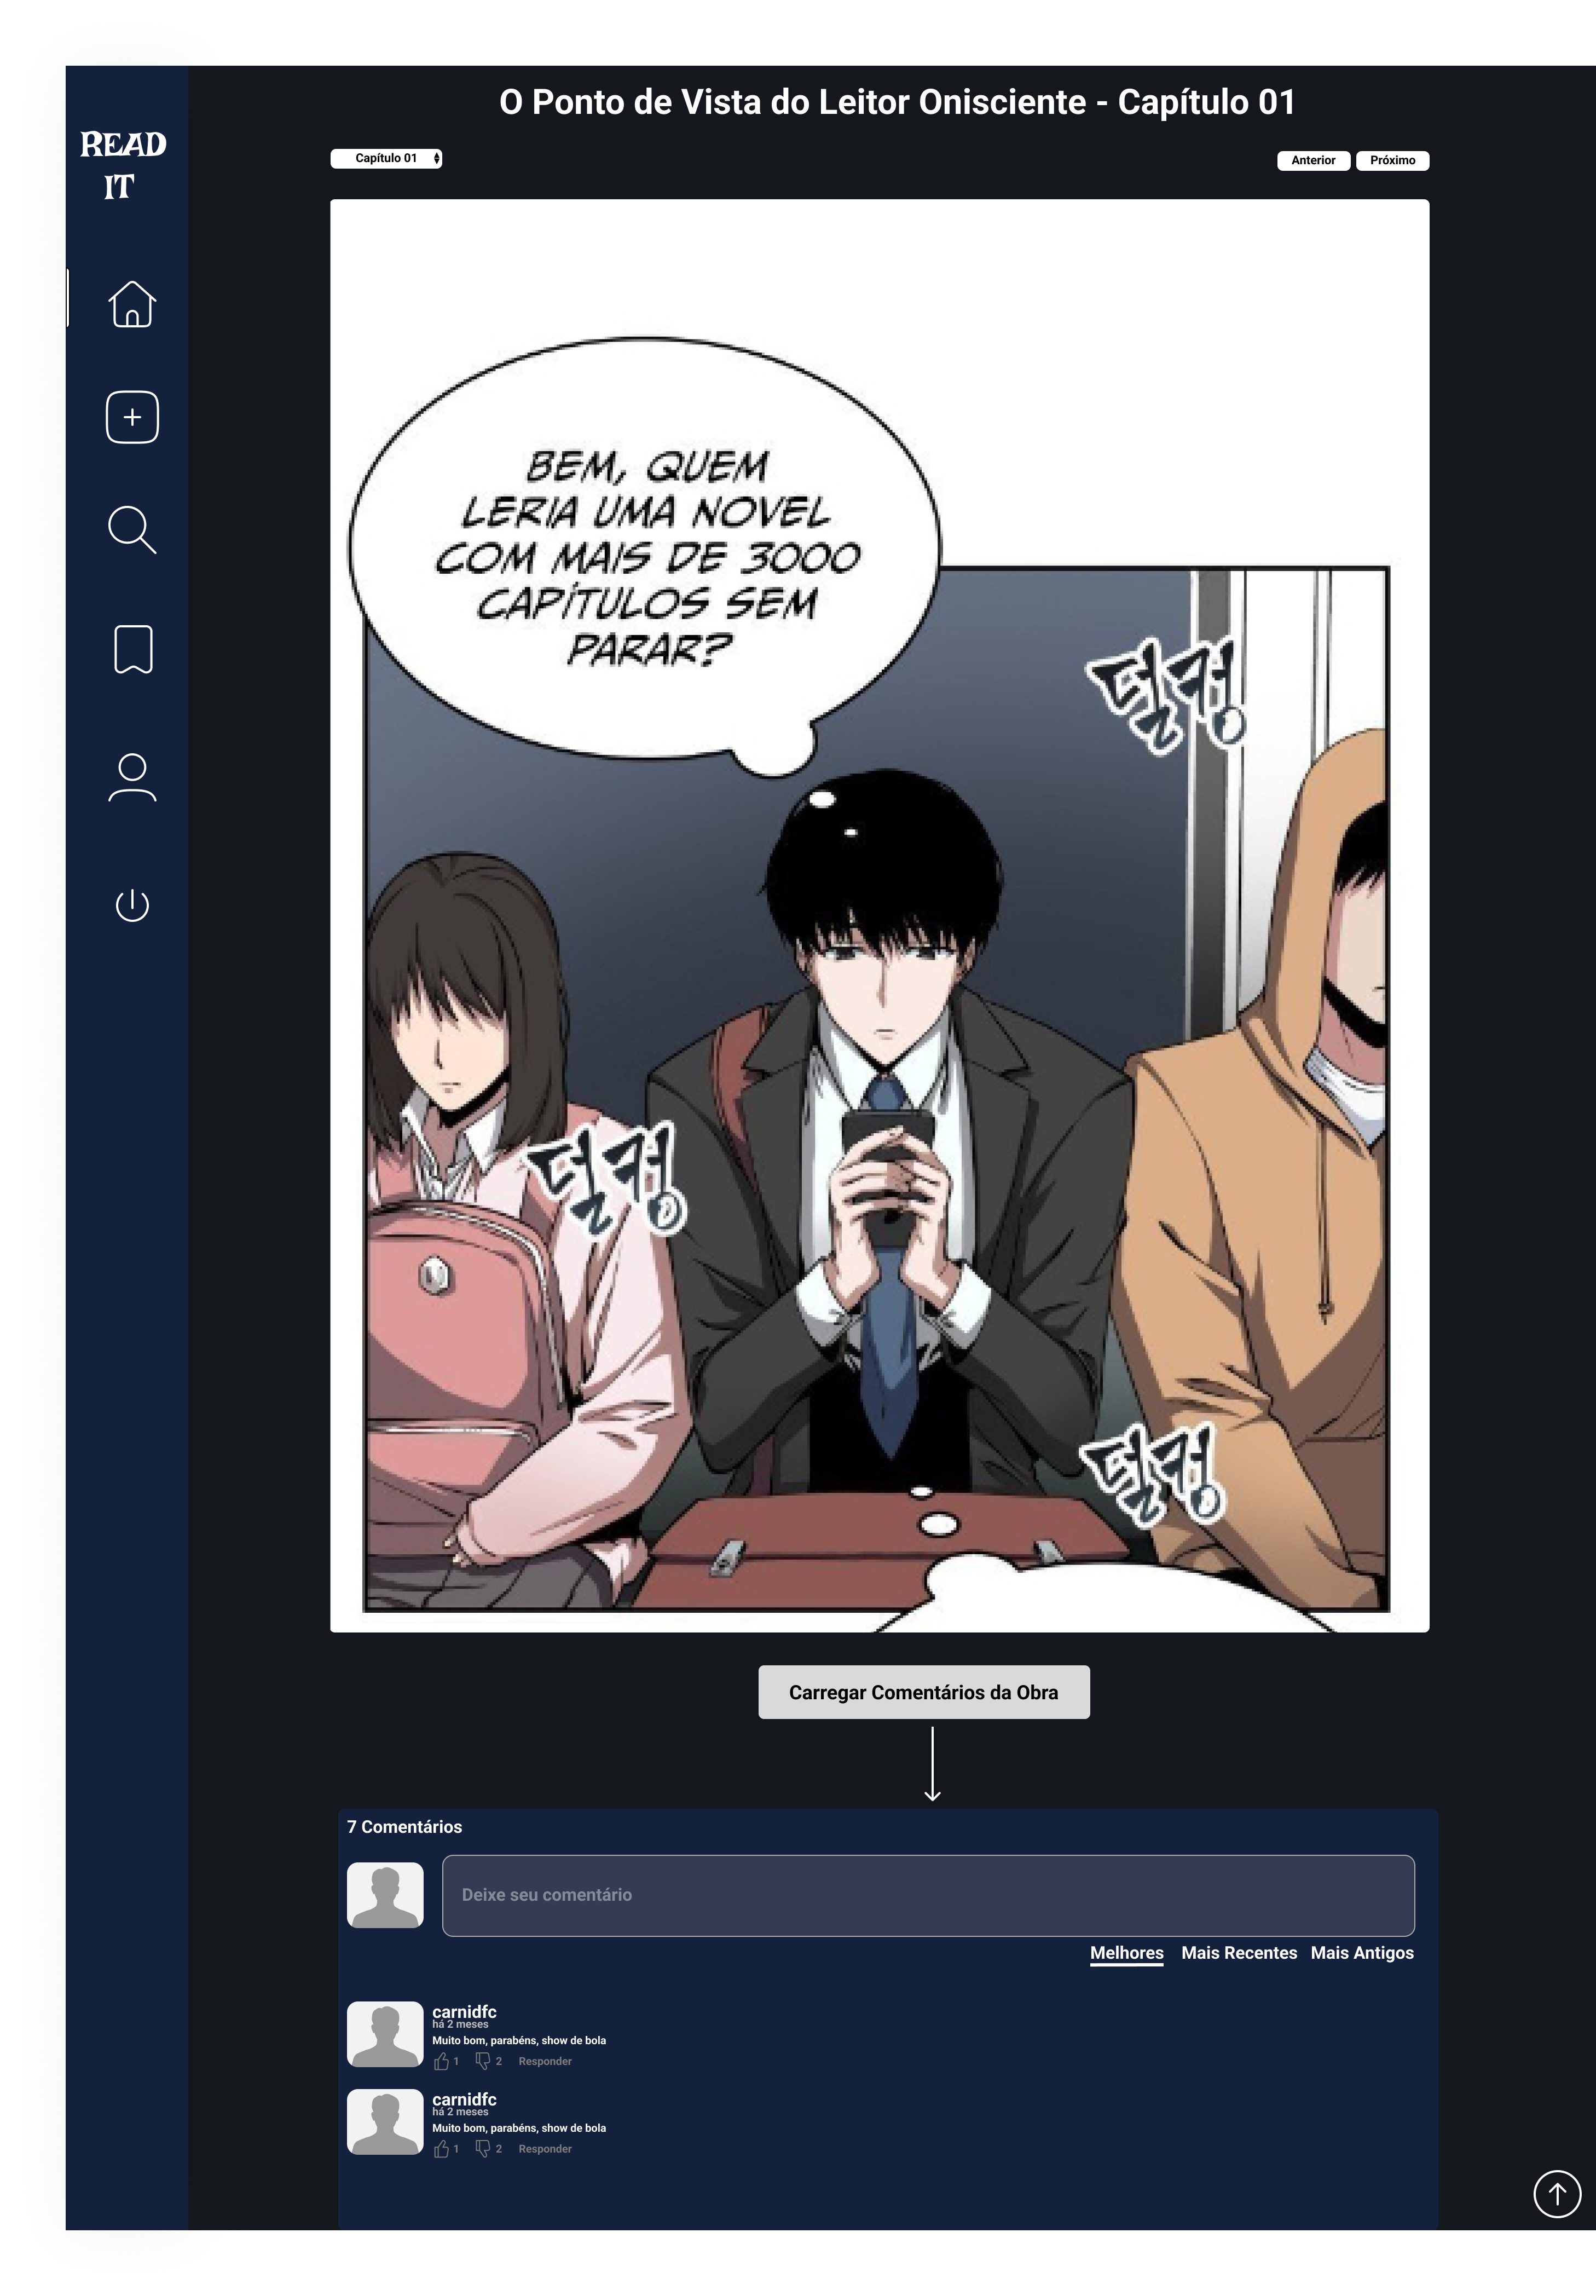 READ
IT
O Ponto de Vista do Leitor Onisciente - Capítulo 01
Capítulo 01
Anterior
Próximo
BEM, QUEM
LERIA UMA NOVEL
COM MAIS DE 3000
CAPÍTULOS SEM
PARAR?
덜컹
덜컹
덜컹
Carregar Comentários da Obra
7 Comentários
Deixe seu comentário
Melhores Mais Recentes Mais Antigos
carnidfc
há 2 meses
Muito bom, parabéns, show de bola
1 2 Responder
carnidfc
há 2 meses
Muito bom, parabéns, show de bola
1 2 Responder